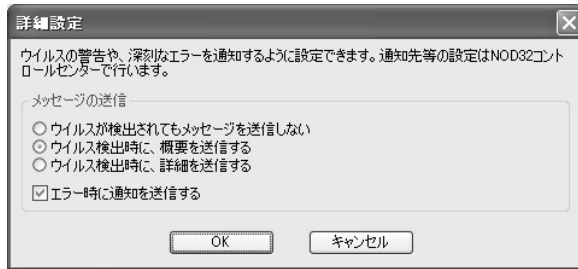 詳細設定
ウイルスの警告や、深刻なエラーを通知するように設定できます。通知先等の設定はNOD32コント
ロールセンターで行います。
メッセージの送信
ウイルスが検出されてもメッセージを送信しない
ウイルス検出時に、概要を送信する
ウイルス検出時に、詳細を送信する
エラー時に通知を送信する
OK
キャンセル